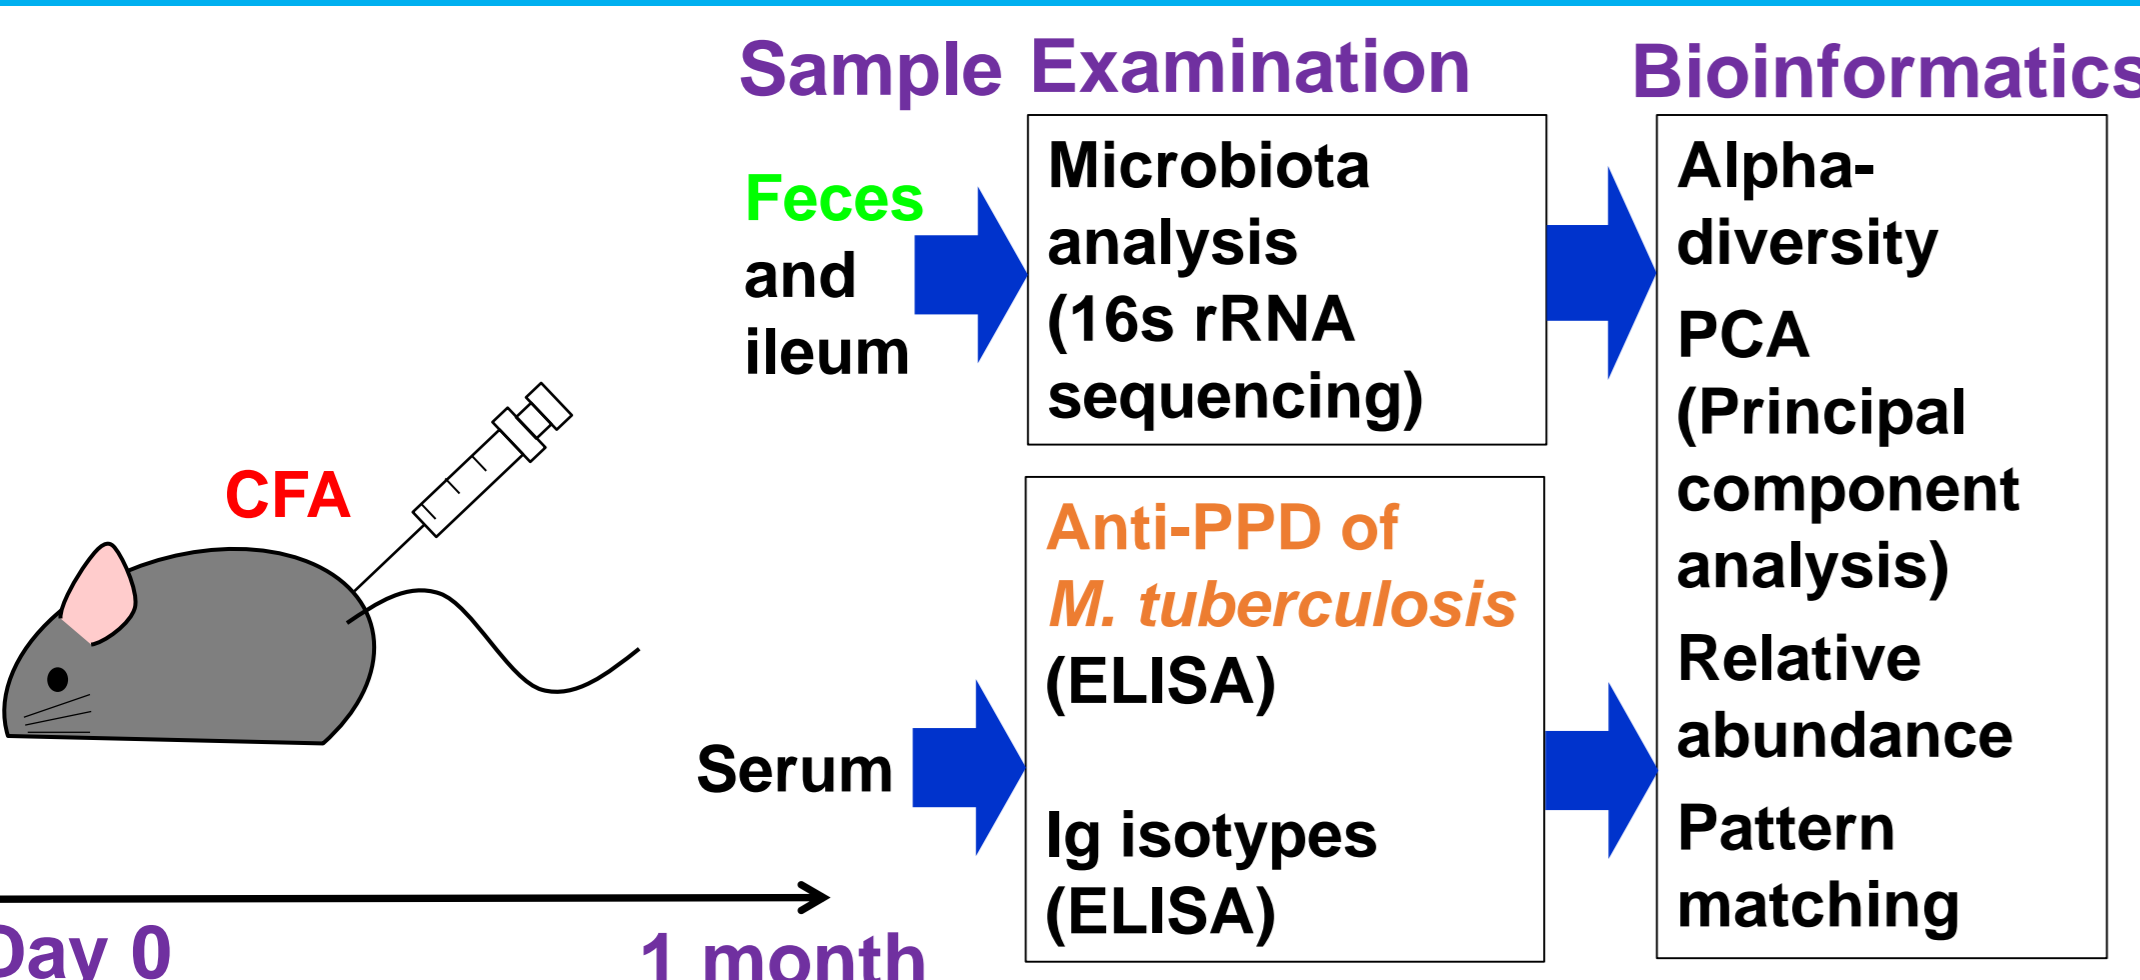 Sample Examination Bioinformatics
Feces
and
ileum
Microbiota
analysis
(16s rRNA
sequencing)
Alpha-
diversity
PCA
(Principal
component
analysis)
Relative
abundance
Pattern
matching
CFA
Serum
Anti-PPD of
M. tuberculosis
(ELISA)
Ig isotypes
(ELISA)
Day 0
1 month